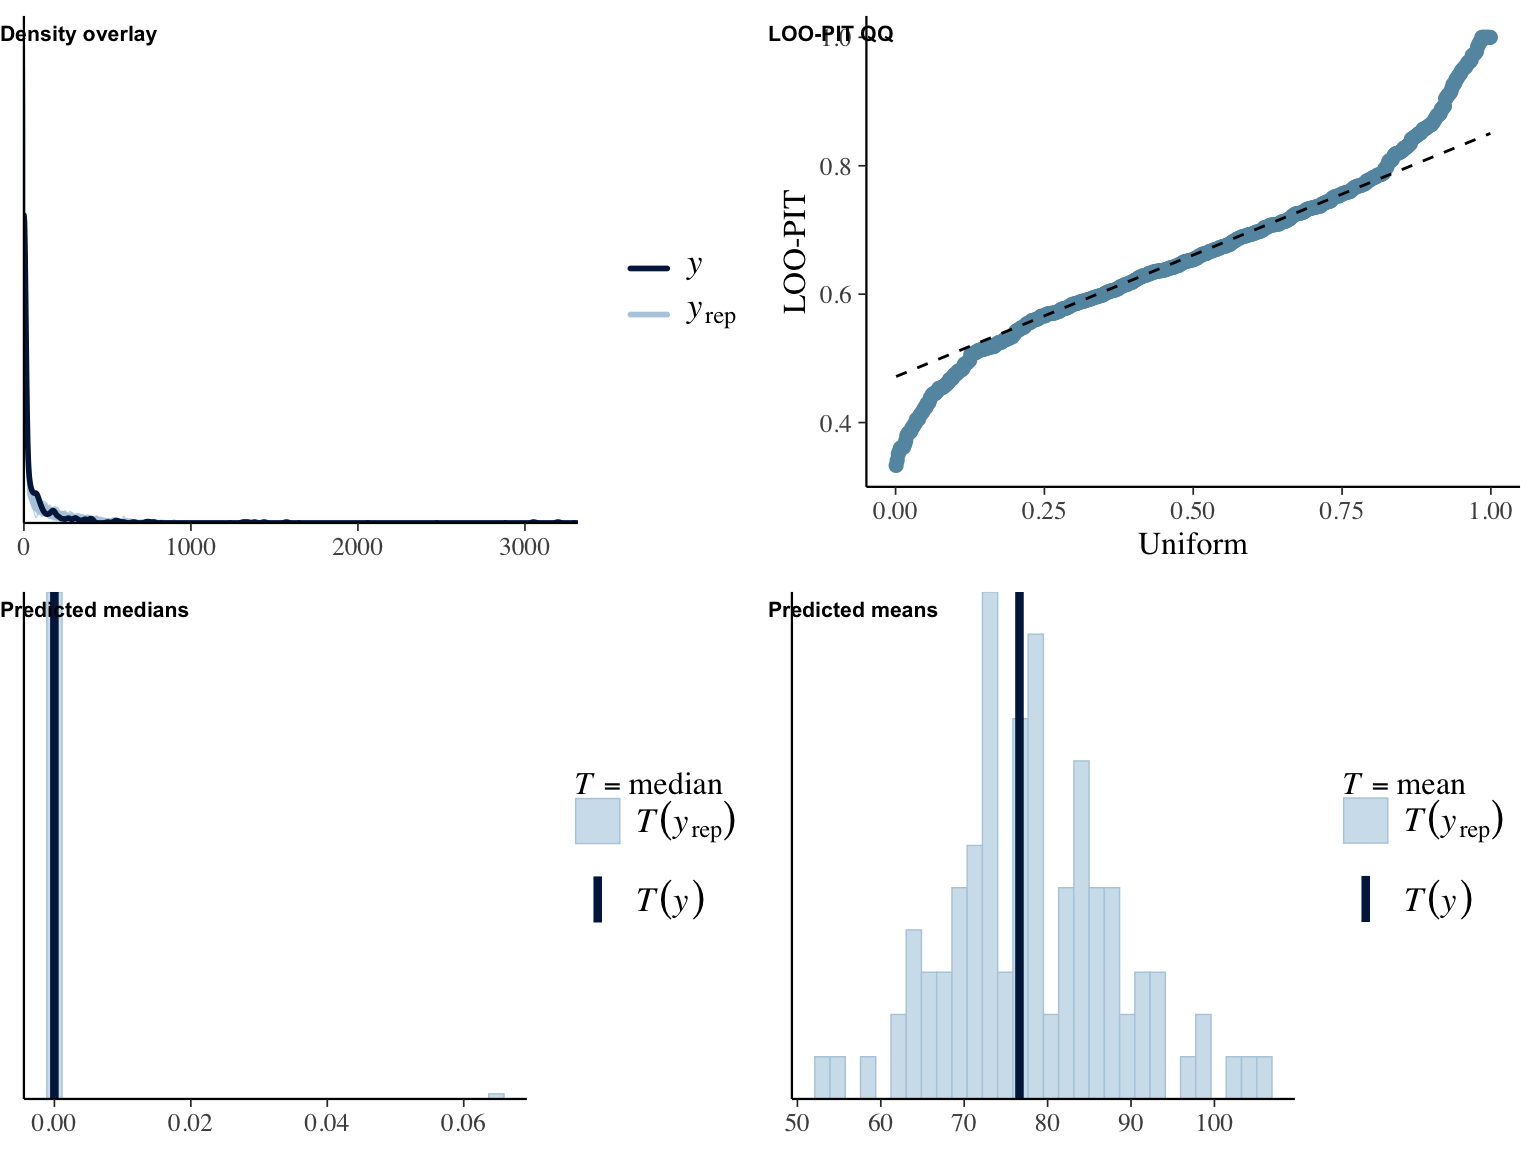 Density overlay
y
y rep
0 1000 2000 3000
LOO-PIT QQ
1.0
0.8
0.6
0.4
LOO-PIT
0.00 0.25 0.50 0.75 1.00
Uniform
Predicted medians
T = median
T(y rep)
T(y)
0.00 0.02 0.04 0.06
Predicted means
T = mean
T(y rep)
T(y)
50 60 70 80 90 100